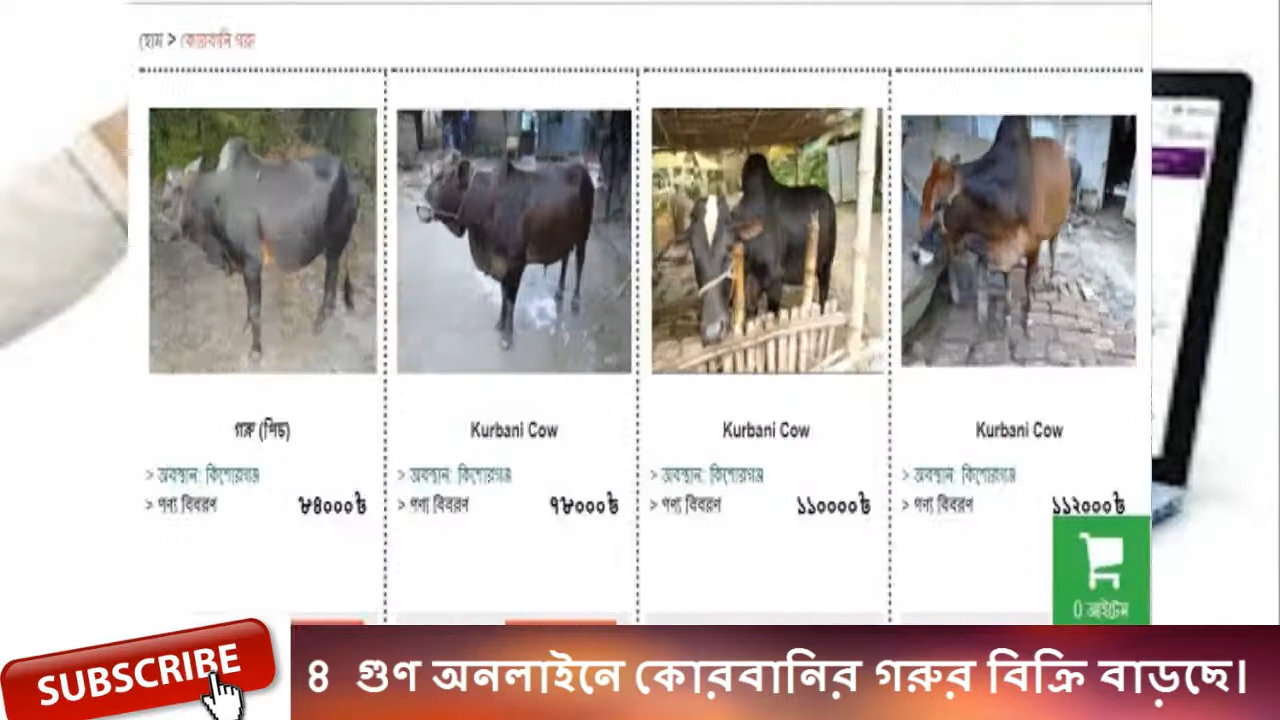 হোম > কোরবানি গরু
গরু (শিং)
Kurbani Cow
Kurbani Cow
Kurbani Cow
> অবস্থান: কিশোরগঞ্জ
> অবস্থান: কিশোরগঞ্জ
> অবস্থান: কিশোরগঞ্জ
> অবস্থান: কিশোরগঞ্জ
> পণ্য বিবরণ ৮৪০০০৳
> পণ্য বিবরণ ৭৮০০০৳
> পণ্য বিবরণ ১১০০০০৳
> পণ্য বিবরণ ১১২০০০৳
0 আইটেম
SUBSCRIBE
৪ গুণ অনলাইনে কোরবানির গরুর বিক্রি বাড়ছে।